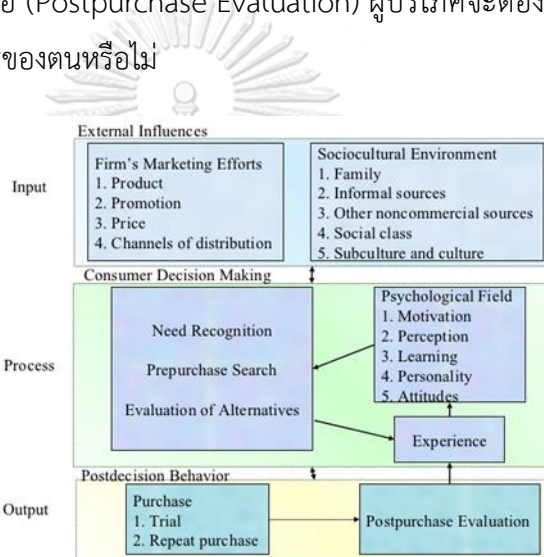 (Postpurchase Evaluation) ผู้บริโภคจะต้อง
ของตนหรือไม่
External Influences
Input
Firm's Marketing Efforts
1. Product
2. Promotion
3. Price
4. Channels of distribution
Sociocultural Environment
1. Family
2. Informal sources
3. Other noncommercial sources
4. Social class
5. Subculture and culture
Consumer Decision Making
Process
Need Recognition
Prepurchase Search
Evaluation of Alternatives
Psychological Field
1. Motivation
2. Perception
3. Learning
4. Personality
5. Attitudes
Experience
Postdecision Behavior
Output
Purchase
1. Trial
2. Repeat purchase
Postpurchase Evaluation